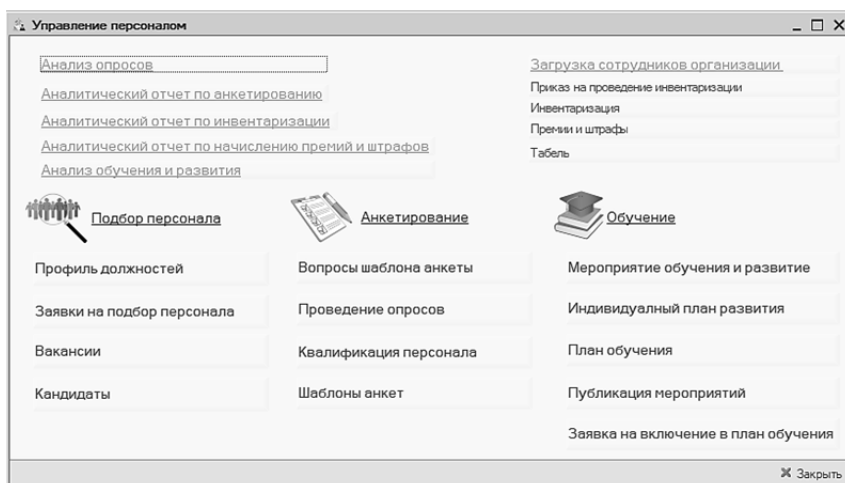 Управление персоналом
Анализ опросов
Аналитический отчет по анкетированию
Аналитический отчет по инвентаризации
Аналитический отчет по начислению премий и штрафов
Анализ обучения и развития
Загрузка сотрудников организации
Приказ на проведение инвентаризации
Инвентаризация
Премии и штрафы
Табель
Подбор персонала
Профиль должностей
Заявки на подбор персонала
Вакансии
Кандидаты
Анкетирование
Вопросы шаблона анкеты
Проведение опросов
Квалификация персонала
Шаблоны анкет
Обучение
Мероприятие обучения и развитие
Индивидуалный план развития
План обучения
Публикация мероприятий
Заявка на включение в план обучения
Закрыть